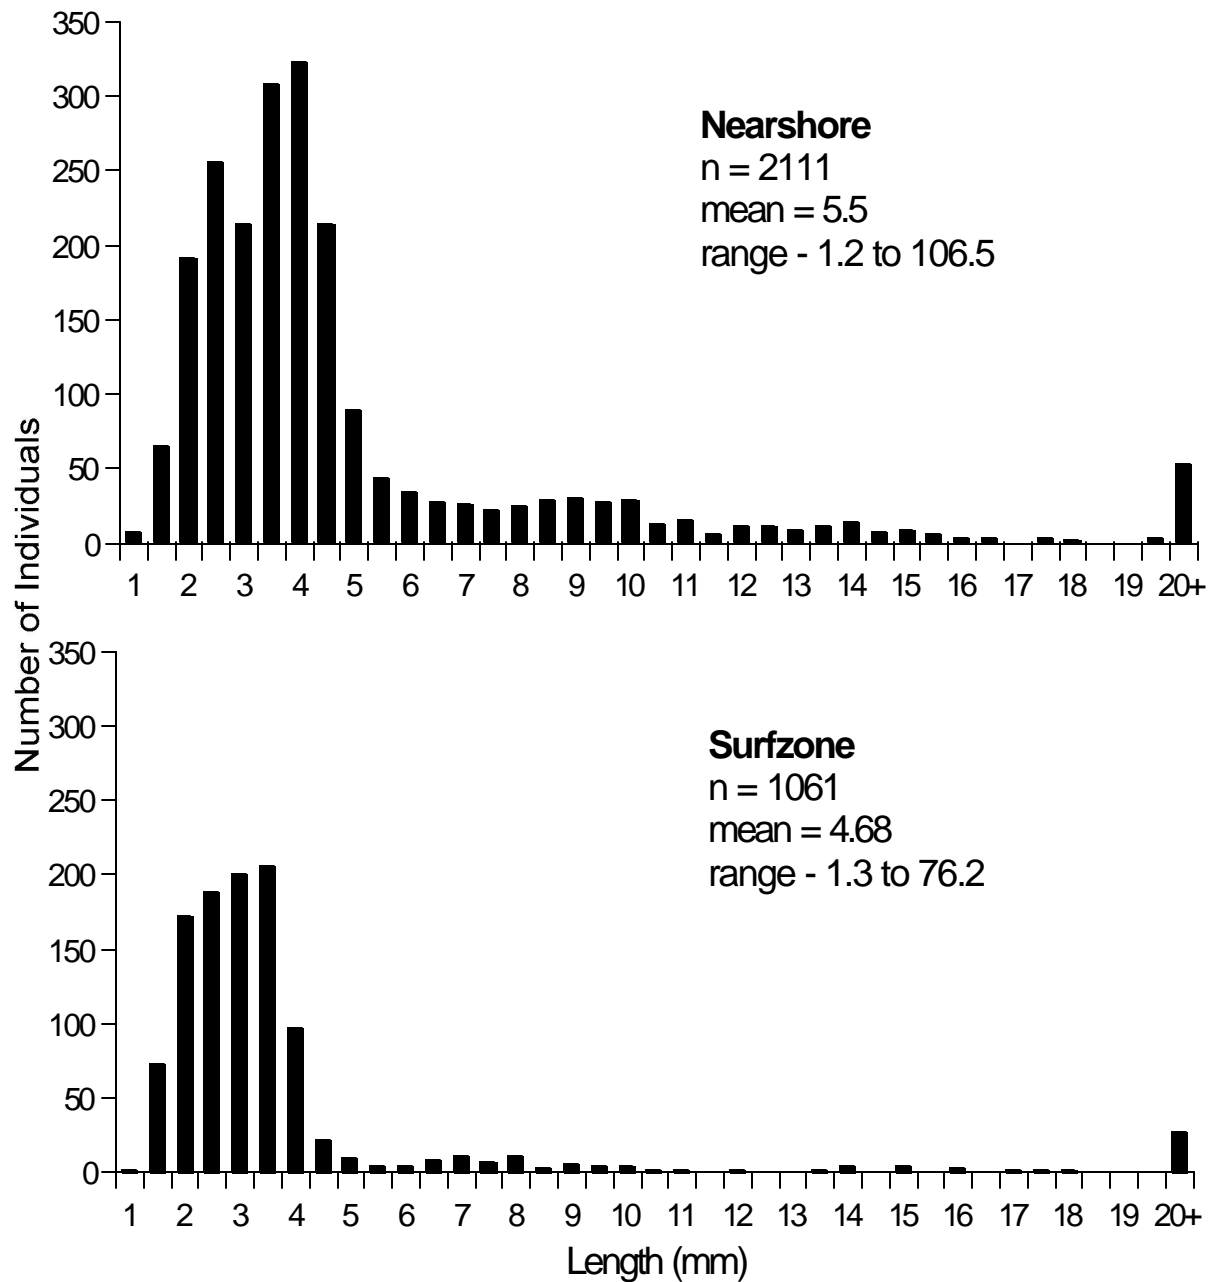 350
300
250
200
150
100
50
0
Nearshore
n = 2111
mean = 5.5
range - 1.2 to 106.5
1 2 3 4 5 6 7 8 9 10 11 12 13 14 15 16 17 18 19 20+
Number of Individuals
350
300
250
200
150
100
50
0
Surfzone
n = 1061
mean = 4.68
range - 1.3 to 76.2
1 2 3 4 5 6 7 8 9 10 11 12 13 14 15 16 17 18 19 20+
Length (mm)